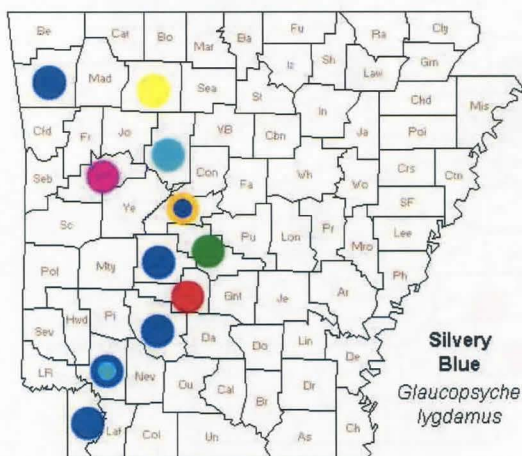 Be Cat Bo Mar Ba Fu Ra Cly
Iz Sh Law Grn
Mad Sea St Mis
In Chd
Cfd Fr Jo VB Cbn Ja Poi
Seb Con Crs Ctn
Fa Wh Wo
Sc Ye SF
Pu Lon Pr Lee
Mro
Pol Mty Ph
Gnt Je Ar
Hwd Pi
Sev Da Lin
Do De
LR Nev Ou Cal Dr
Br
Laf Col Un As Ch
Silvery
Blue
Glaucopsyche
lygdamus